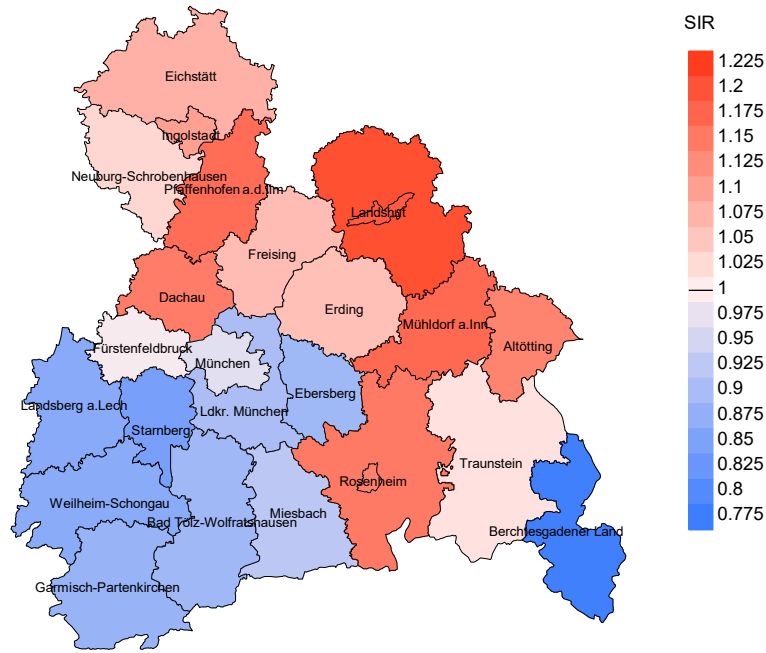 SIR
1.225
1.2
1.175
1.15
1.125
1.1
1.075
1.05
1.025
1
0.975
0.95
0.925
0.9
0.875
0.85
0.825
0.8
0.775
Eichstätt
Ingolstadt
Neuburg-Schrobenhausen
Pfaffenhofen a.d.Ilm
Landshut
Freising
Dachau
Erding
Mühldorf a.Inn
Altötting
Fürstenfeldbruck
München
Ebersberg
Landsberg a.Lech
Ldkr. München
Starnberg
Traunstein
Rosenheim
Weilheim-Schongau
Miesbach
Bad Tölz-Wolfratshausen
Berchtesgadener Land
Garmisch-Partenkirchen